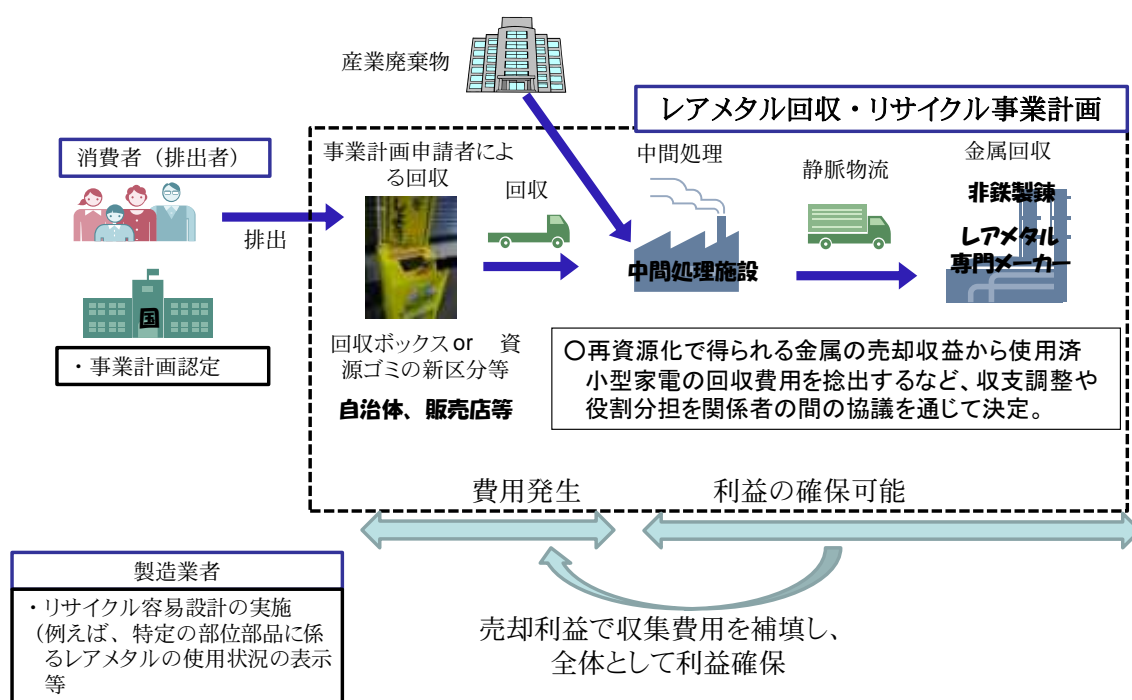 産業廃棄物
レアメタル回収・リサイクル事業計画
消費者（排出者）
排出
国
・事業計画認定
事業計画申請者によ
る回収
回収
回収ボックス or 資
源ゴミの新区分等
自治体、販売店等
中間処理
中間処理施設
静脈物流
金属回収
非鉄製錬
レアメタル
専門メーカー
○再資源化で得られる金属の売却収益から使用済
小型家電の回収費用を捻出するなど、収支調整や
役割分担を関係者の間の協議を通じて決定。
費用発生
利益の確保可能
売却利益で収集費用を補填し、
全体として利益確保
製造業者
・リサイクル容易設計の実施
（例えば、特定の部位部品に係
るレアメタルの使用状況の表示
等